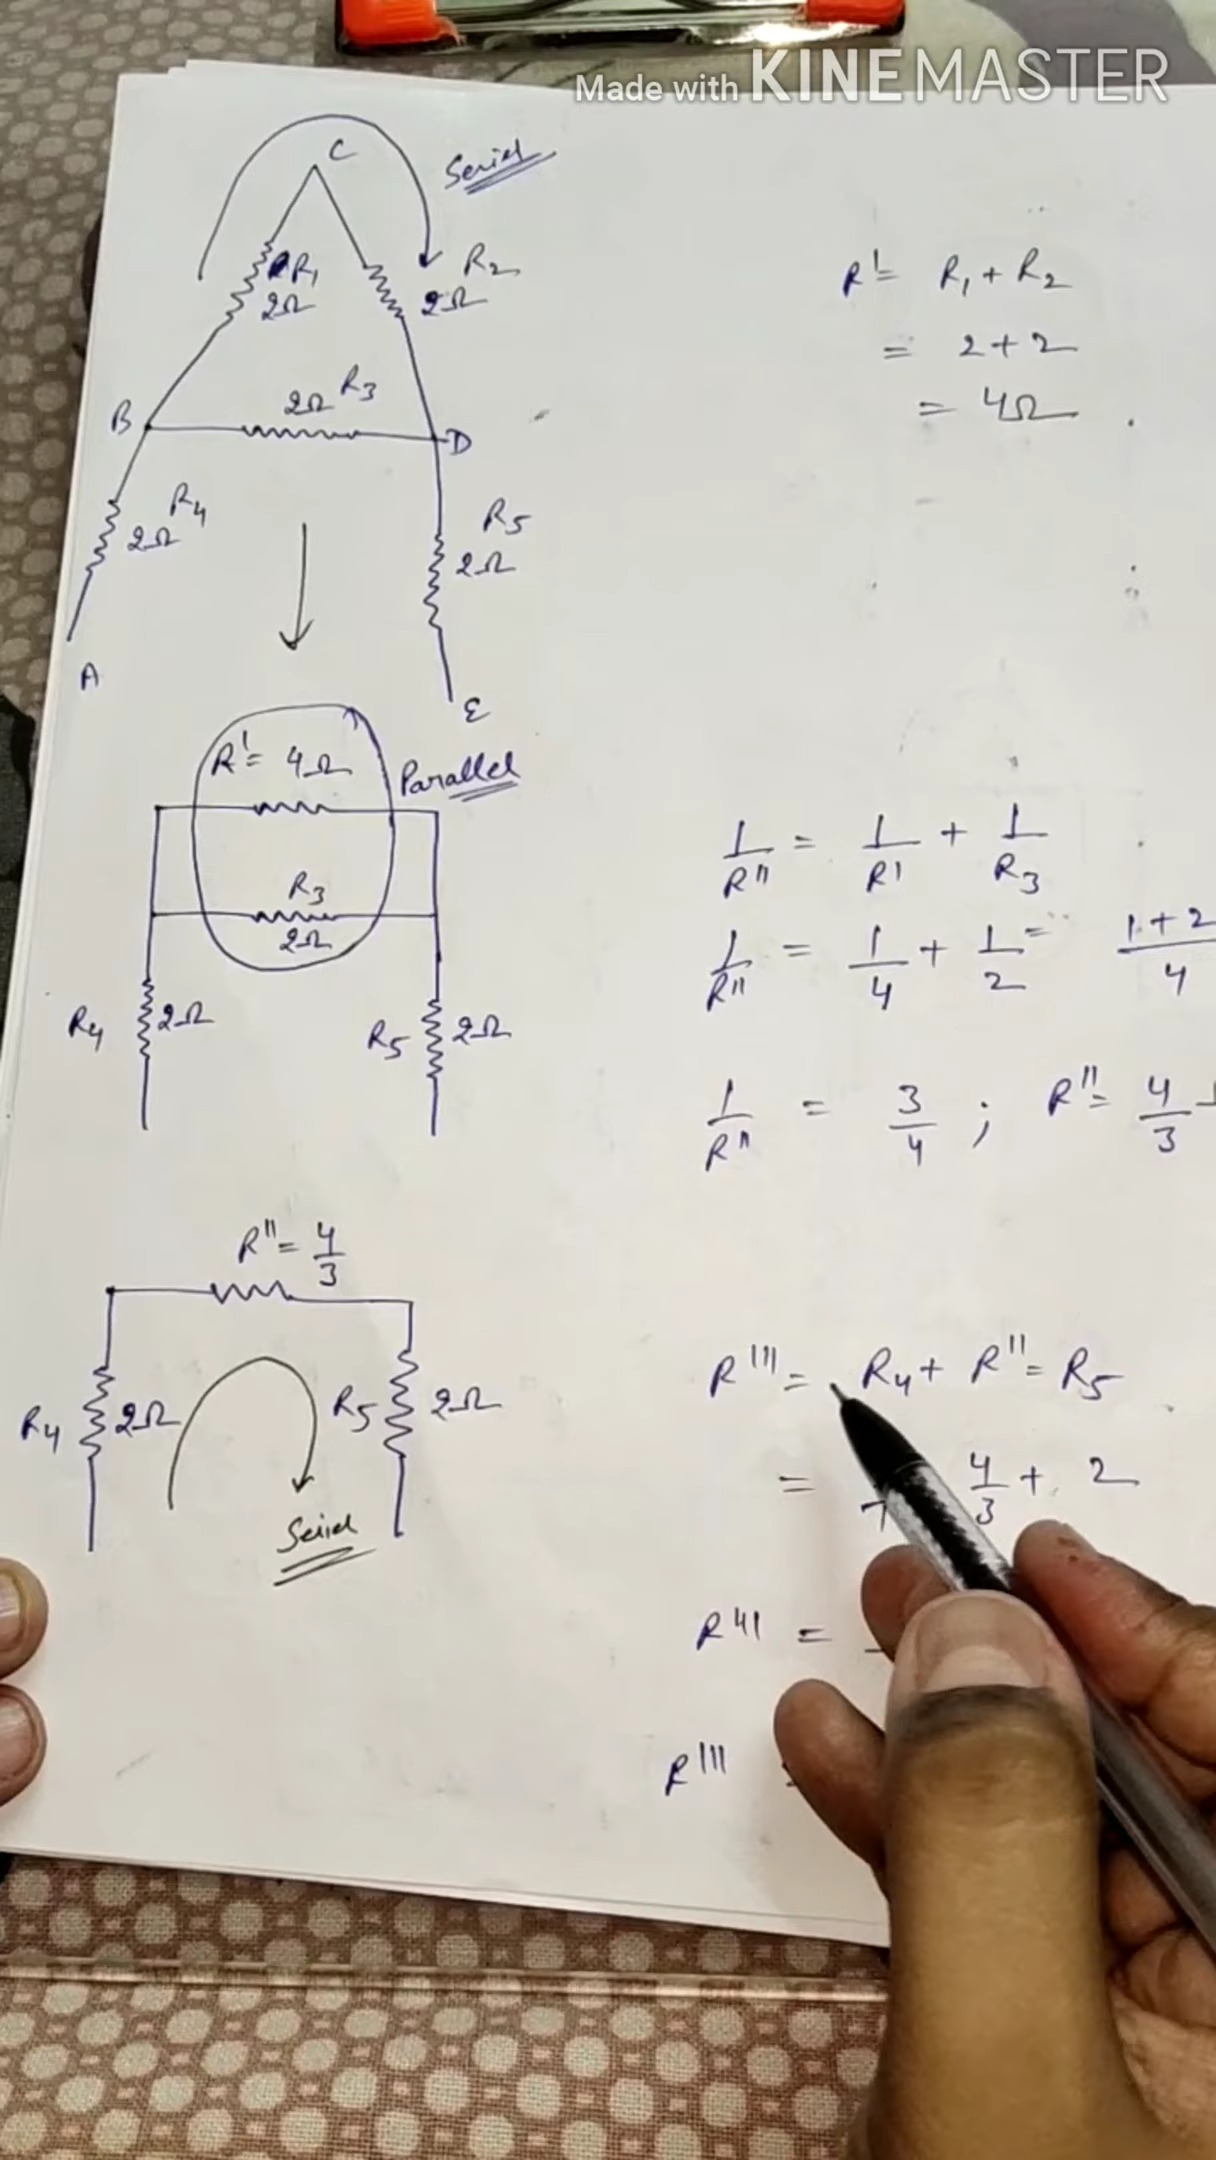 Made with KINEMASTER
C
Series
R1
2Ω
R2
2Ω
R' = R1 + R2
= 2+2
= 4Ω
2Ω R3
B
D
R4
2Ω
R5
2Ω
A
E
R' = 4Ω
Parallel
R3
2Ω
R4 2Ω
R5 2Ω
1/R'' = 1/R' + 1/R3
1/R'' = 1/4 + 1/2 = 1+2/4
1/R'' = 3/4 ; R'' = 4/3
R'' = 4/3
R4 2Ω
R5 2Ω
Series
R''' = R4 + R'' = R5
= 4/3 + 2
R''' =
R'''